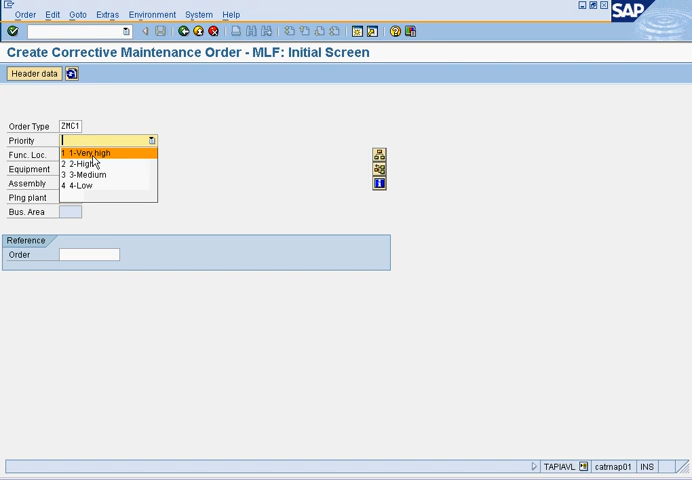 Order Edit Goto Extras Environment System Help
SAP
Create Corrective Maintenance Order - MLF: Initial Screen
Header data
Order Type ZMC1
Priority
1 1-Very high
2 2-High
3 3-Medium
4 4-Low
Func. Loc.
Equipment
Assembly
Plng plant
Bus. Area
Reference
Order
TAPIAVL catmap01 INS